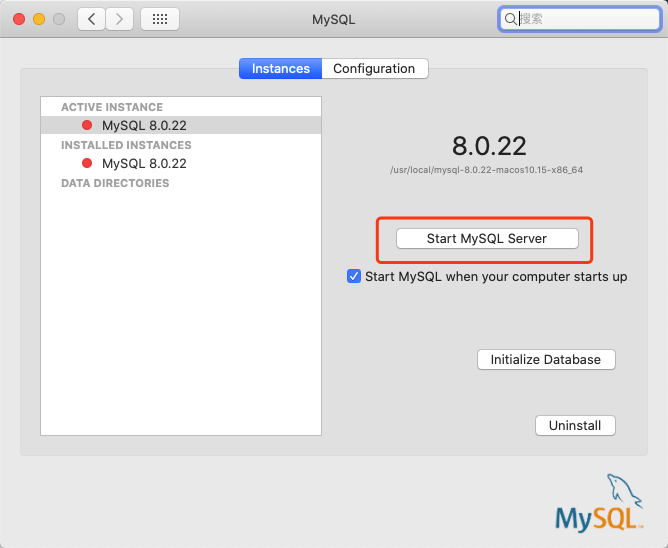 MySQL
搜索
Instances
Configuration
ACTIVE INSTANCE
MySQL 8.0.22
INSTALLED INSTANCES
MySQL 8.0.22
DATA DIRECTORIES
8.0.22
/usr/local/mysql-8.0.22-macos10.15-x86_64
Start MySQL Server
Start MySQL when your computer starts up
Initialize Database
Uninstall
MySQL